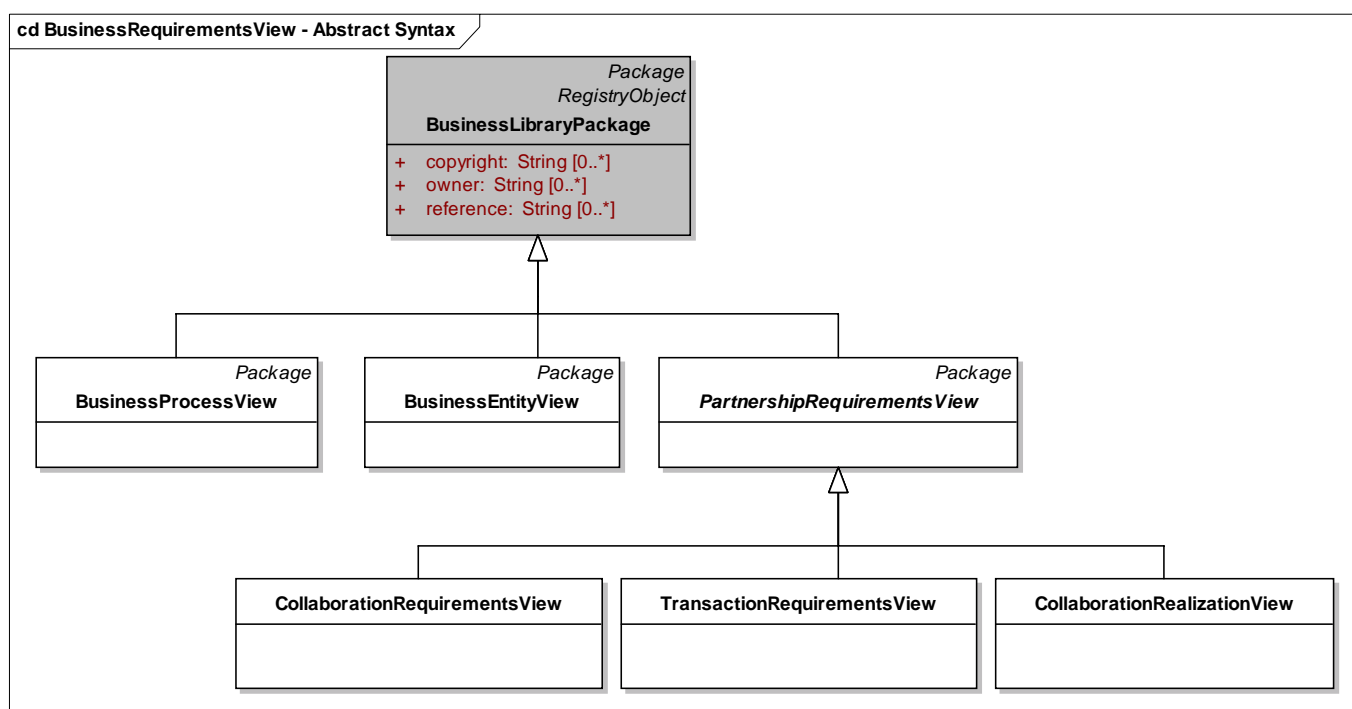 cd BusinessRequirementsView - Abstract Syntax
Package
RegistryObject
BusinessLibraryPackage
+ copyright: String [0..*]
+ owner: String [0..*]
+ reference: String [0..*]
Package
BusinessProcessView
Package
BusinessEntityView
Package
PartnershipRequirementsView
CollaborationRequirementsView
TransactionRequirementsView
CollaborationRealizationView